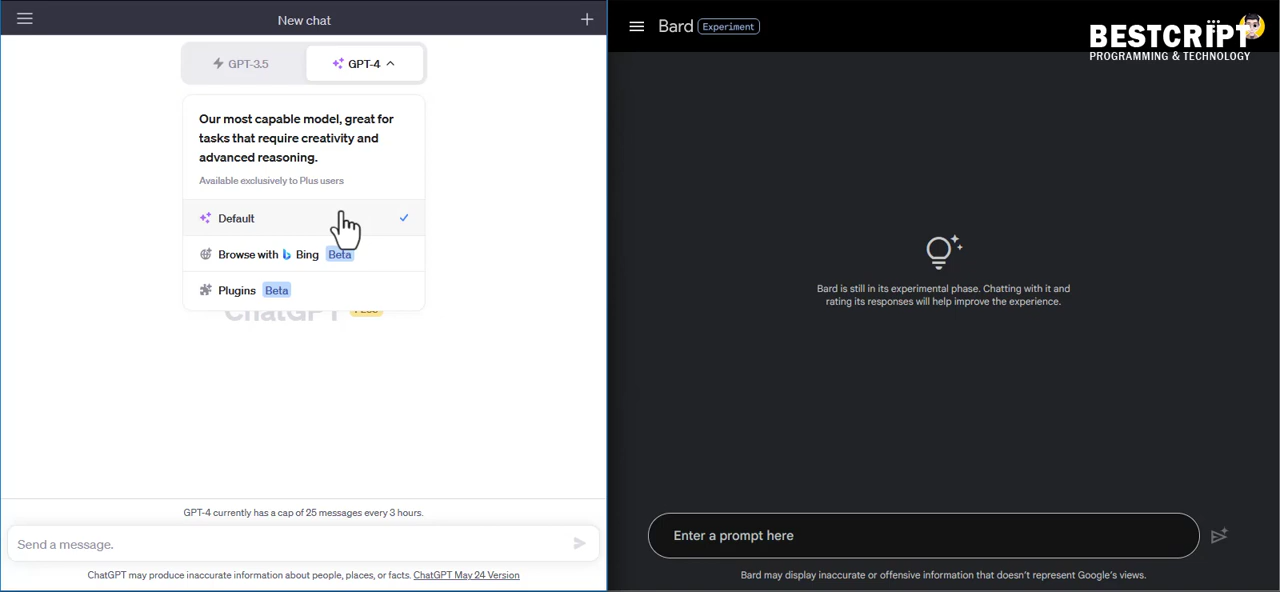 New chat
GPT-3.5
GPT-4
Our most capable model, great for
tasks that require creativity and
advanced reasoning.
Available exclusively to Plus users
Default
Browse with Bing Beta
Plugins Beta
ChatGPT PLUS
GPT-4 currently has a cap of 25 messages every 3 hours.
Send a message.
ChatGPT may produce inaccurate information about people, places, or facts. ChatGPT May 24 Version
Bard Experiment
BESTCRIPT
PROGRAMMING & TECHNOLOGY
Bard is still in its experimental phase. Chatting with it and
rating its responses will help improve the experience.
Enter a prompt here
Bard may display inaccurate or offensive information that doesn't represent Google's views.